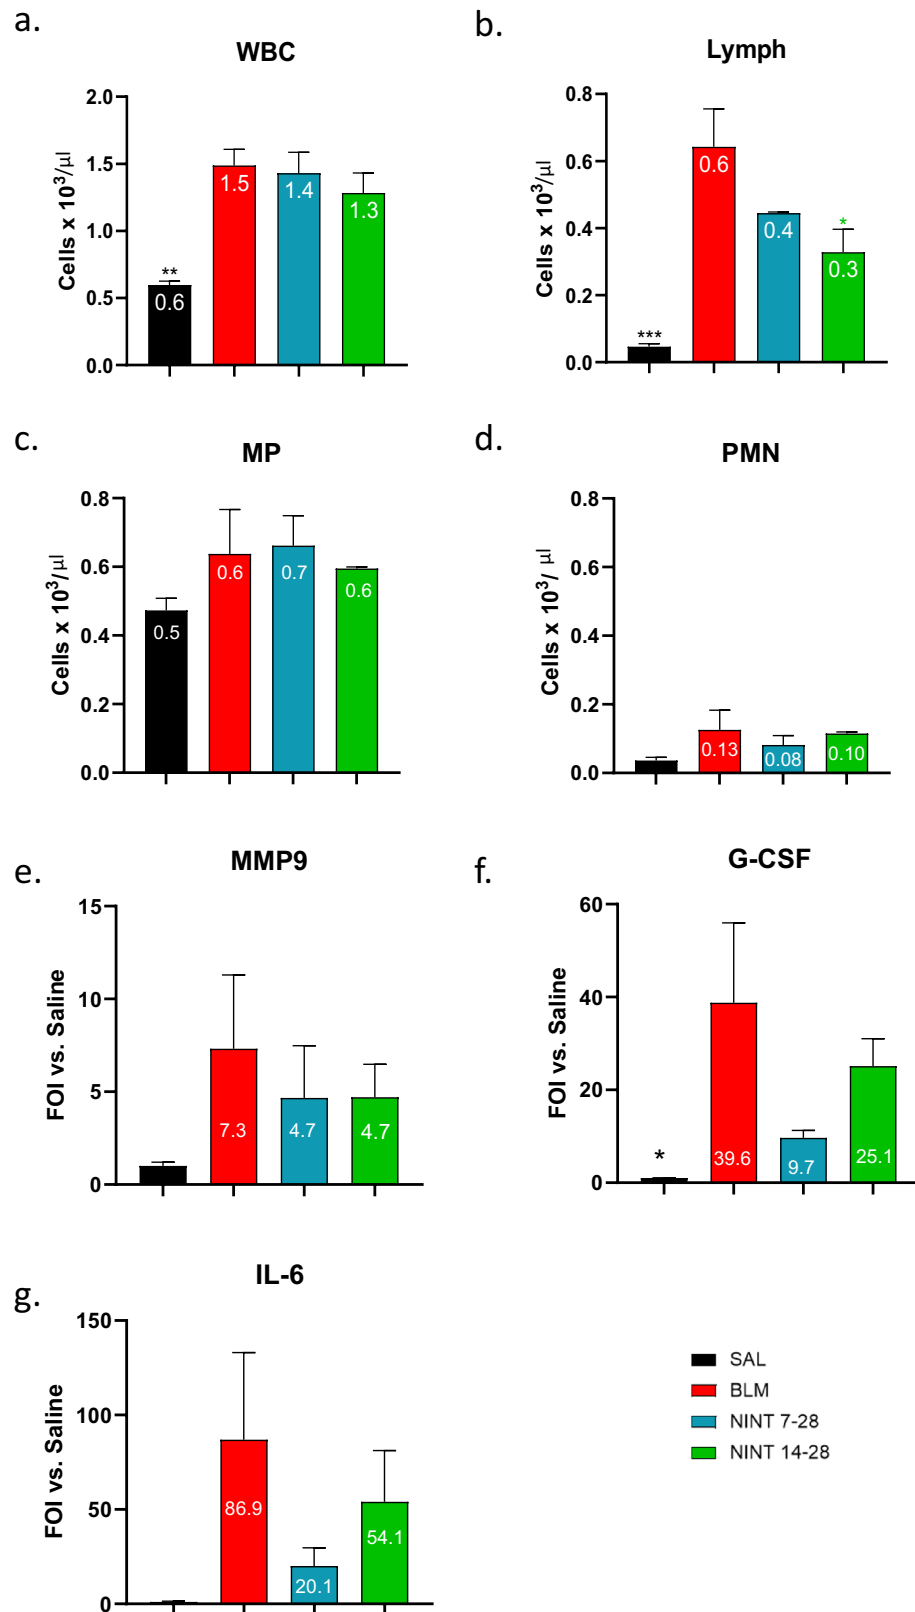 a.
WBC
Cells x 10³/μl
2.0
1.5
1.0
0.5
0.0
**
0.6
1.5
1.4
1.3
b.
Lymph
Cells x 10³/μl
0.8
0.6
0.4
0.2
0.0
***
0.6
0.4
*
0.3
c.
MP
Cells x 10³/μl
0.8
0.6
0.4
0.2
0.0
0.5
0.6
0.7
0.6
d.
PMN
Cells x 10³/ μl
0.8
0.6
0.4
0.2
0.0
0.13
0.08
0.10
e.
MMP9
FOI vs. Saline
15
10
5
0
7.3
4.7
4.7
f.
G-CSF
FOI vs. Saline
60
40
20
0
*
39.6
9.7
25.1
g.
IL-6
FOI vs. Saline
150
100
50
0
86.9
20.1
54.1
SAL
BLM
NINT 7-28
NINT 14-28